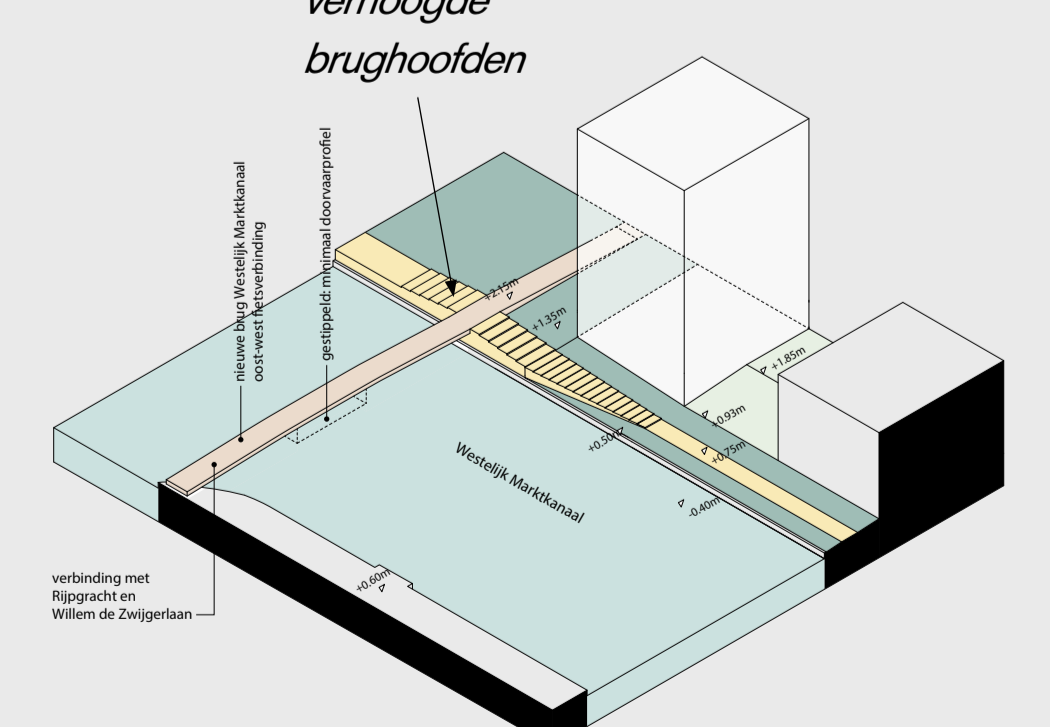 verhoogde
brughoofden
nieuwe brug Westelijk Marktkanaal
oost-west fietsverbinding
gestippeld: minimaal doorvaarprofiel
+2.15m
+1.35m
+1.85m
+0.93m
+0.50m
+0.75m
Westelijk Marktkanaal
-0.40m
+0.60m
verbinding met
Rijpgracht en
Willem de Zwijgerlaan